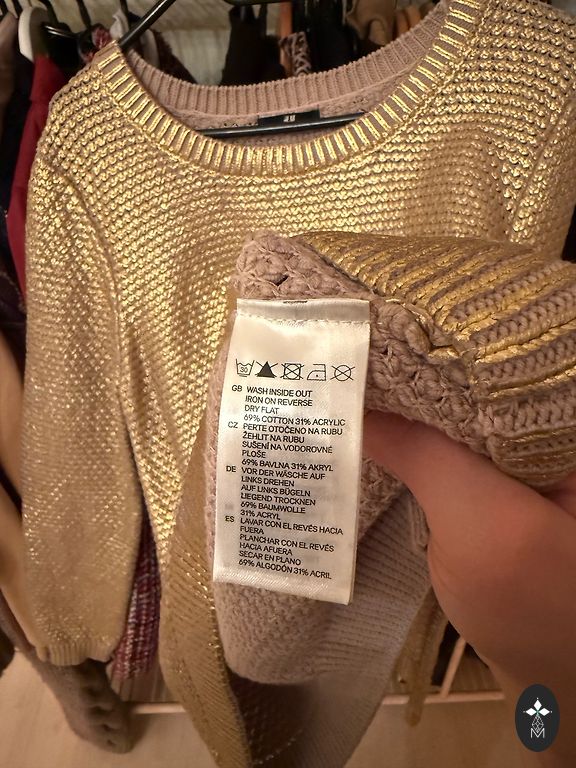 30
GB WASH INSIDE OUT
IRON ON REVERSE
DRY FLAT
69% COTTON 31% ACRYLIC
CZ PERTE OTOČENO NA RUBU
ŽEHLIT NA RUBU
SUŠENÍ NA VODOROVNÉ
PLOŠE
69% BAVLNA 31% AKRYL
DE VOR DER WÄSCHE AUF
LINKS DREHEN
AUF LINKS BÜGELN
LIEGEND TROCKNEN
69% BAUMWOLLE
31% ACRYL
ES LAVAR CON EL REVÉS HACIA
FUERA
PLANCHAR CON EL REVÉS
HACIA AFUERA
SECAR EN PLANO
69% ALGODÓN 31% ACRIL
M